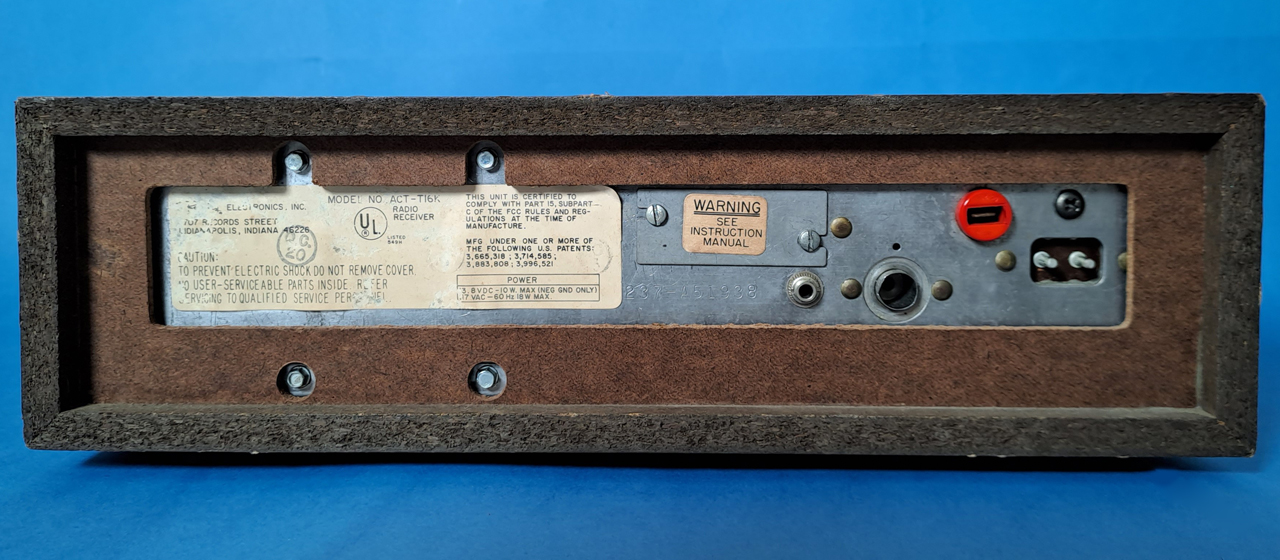 ELECTRONICS, INC.
STREET
INDIANAPOLIS, INDIANA 46226
CAUTION:
TO PREVENT ELECTRIC SHOCK DO NOT REMOVE COVER.
NO USER-SERVICEABLE PARTS INSIDE. REFER
SERVICING TO QUALIFIED SERVICE PERSONNEL.
MODEL NO. ACT-T16K
UL
RADIO
RECEIVER
LISTED
549H
THIS UNIT IS CERTIFIED TO
COMPLY WITH PART 15, SUBPART-
C OF THE FCC RULES AND REG-
ULATIONS AT THE TIME OF
MANUFACTURE.
MFG UNDER ONE OR MORE OF
THE FOLLOWING U.S. PATENTS:
3,665,318 ; 3,714,585 ;
3,883,808 ; 3,996,521
POWER
13.8VDC-10W. MAX (NEG GND ONLY)
117 VAC-60 Hz 18W MAX.
WARNING
SEE
INSTRUCTION
MANUAL